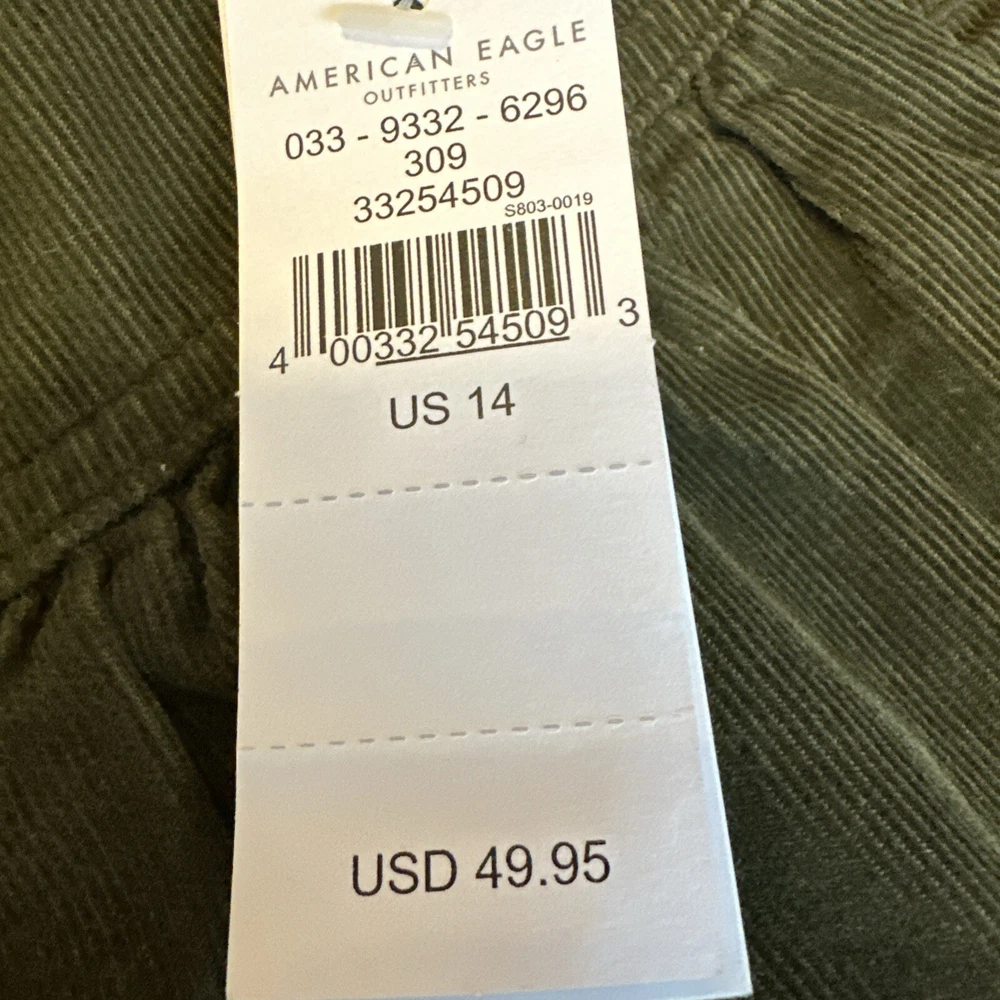 AMERICAN EAGLE
OUTFITTERS
033 - 9332 - 6296
309
33254509
S803-0019
4 00332 54509 3
US 14
USD 49.95